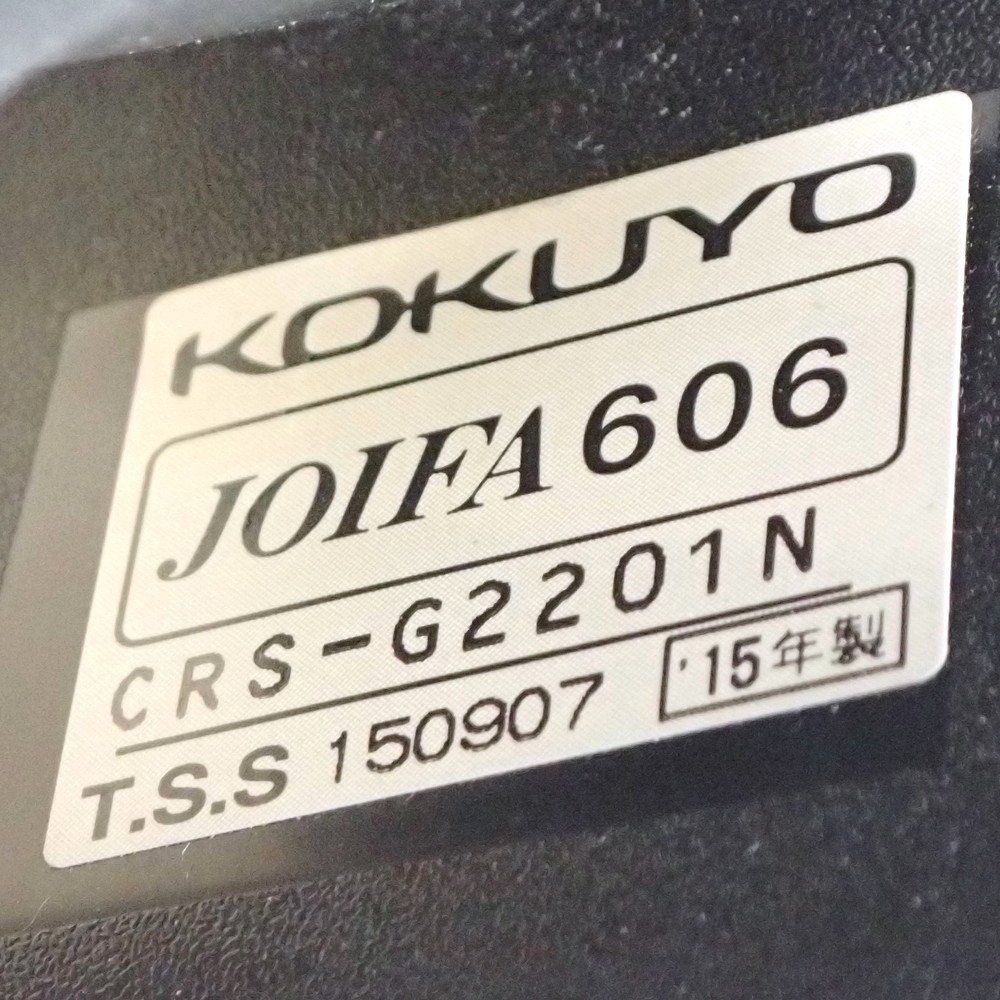 KOKUYO
JOIFA 606
CRS-G2201N
T.S.S 150907 '15年製